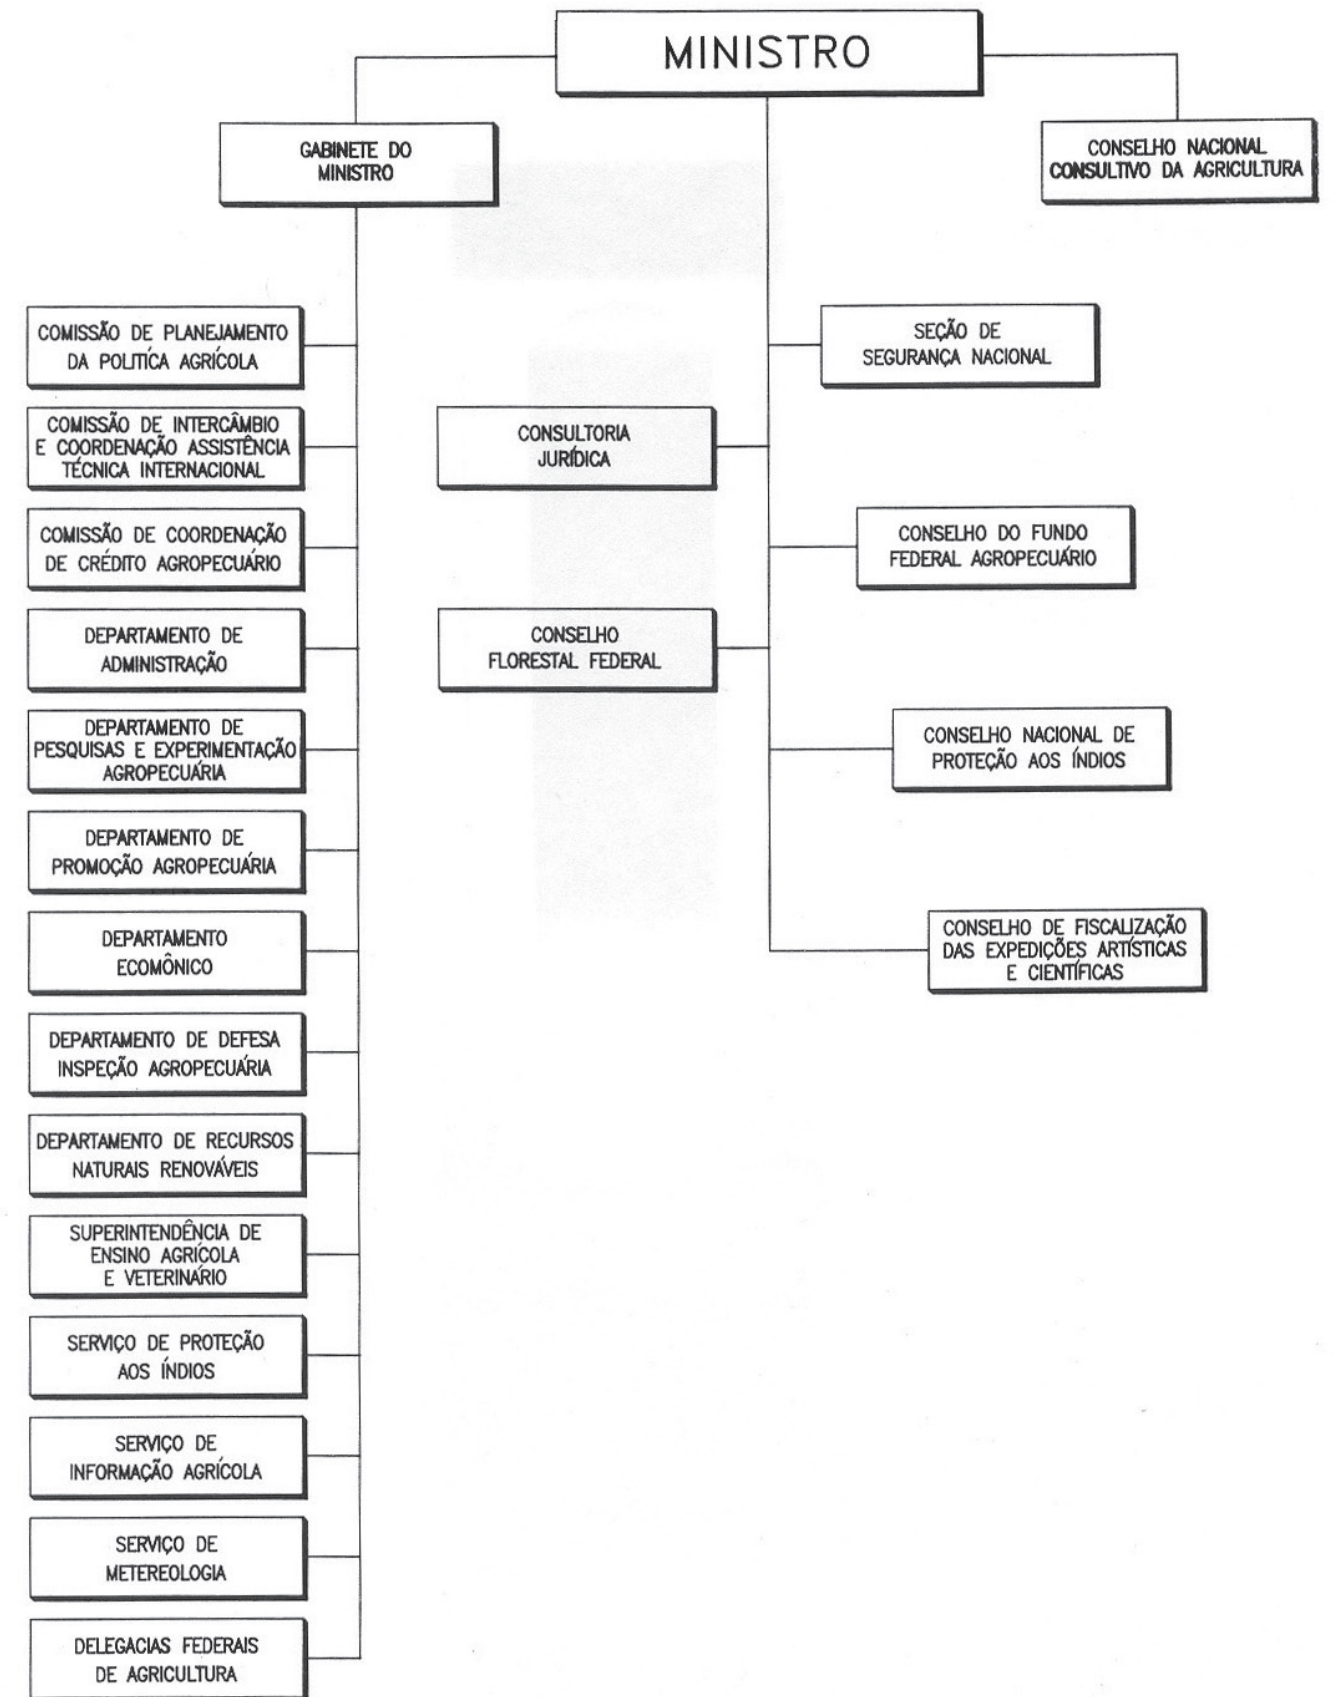 MINISTRO
GABINETE DO
MINISTRO
CONSELHO NACIONAL
CONSULTIVO DA AGRICULTURA
COMISSÃO DE PLANEJAMENTO
DA POLITÍCA AGRÍCOLA
SEÇÃO DE
SEGURANÇA NACIONAL
COMISSÃO DE INTERCÂMBIO
E COORDENAÇÃO ASSISTÊNCIA
TÉCNICA INTERNACIONAL
CONSULTORIA
JURÍDICA
COMISSÃO DE COORDENAÇÃO
DE CRÉDITO AGROPECUÁRIO
CONSELHO DO FUNDO
FEDERAL AGROPECUÁRIO
DEPARTAMENTO DE
ADMINISTRAÇÃO
CONSELHO
FLORESTAL FEDERAL
DEPARTAMENTO DE
PESQUISAS E EXPERIMENTAÇÃO
AGROPECUÁRIA
CONSELHO NACIONAL DE
PROTEÇÃO AOS ÍNDIOS
DEPARTAMENTO DE
PROMOÇÃO AGROPECUÁRIA
DEPARTAMENTO
ECOMÔNICO
CONSELHO DE FISCALIZAÇÃO
DAS EXPEDIÇÕES ARTÍSTICAS
E CIENTÍFICAS
DEPARTAMENTO DE DEFESA
INSPEÇÃO AGROPECUÁRIA
DEPARTAMENTO DE RECURSOS
NATURAIS RENOVÁVEIS
SUPERINTENDÊNCIA DE
ENSINO AGRÍCOLA
E VETERINÁRIO
SERVIÇO DE PROTEÇÃO
AOS ÍNDIOS
SERVIÇO DE
INFORMAÇÃO AGRÍCOLA
SERVIÇO DE
METEREOLOGIA
DELEGACIAS FEDERAIS
DE AGRICULTURA